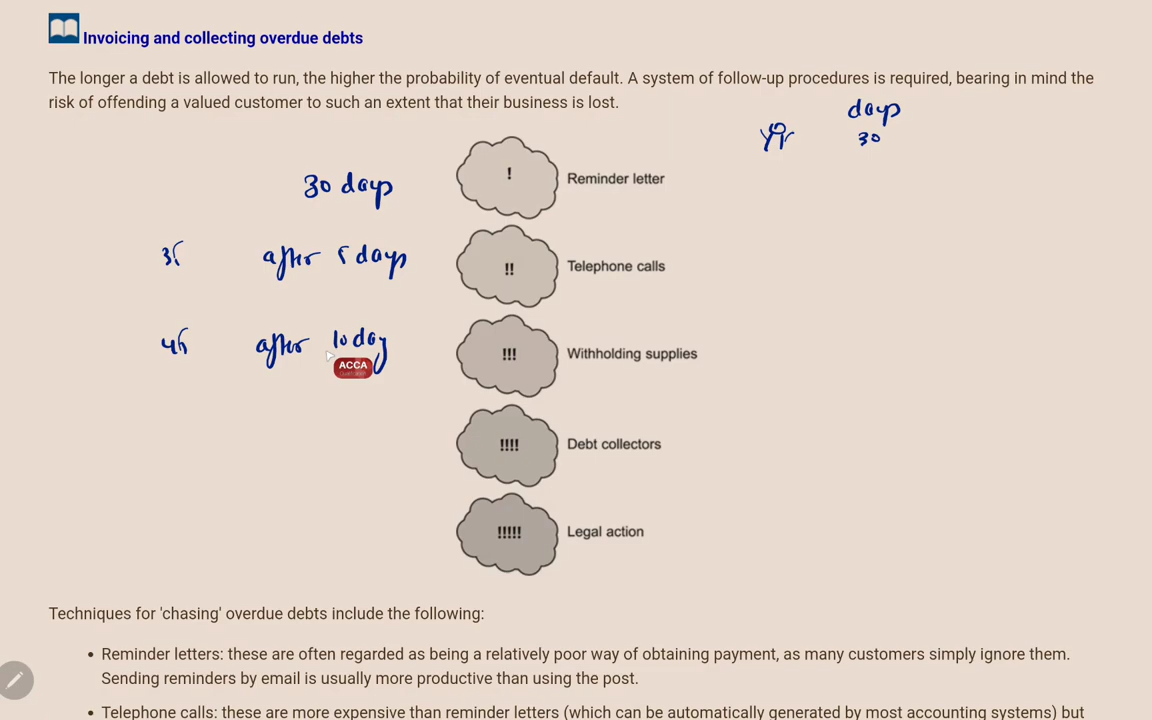 Invoicing and collecting overdue debts
The longer a debt is allowed to run, the higher the probability of eventual default. A system of follow-up procedures is required, bearing in mind the
risk of offending a valued customer to such an extent that their business is lost.
days
30
! Reminder letter
30 days
!! Telephone calls
35 after 5 days
!!! Withholding supplies
45 after 10 day
ACCA
!!!! Debt collectors
!!!!! Legal action
Techniques for 'chasing' overdue debts include the following:
• Reminder letters: these are often regarded as being a relatively poor way of obtaining payment, as many customers simply ignore them.
Sending reminders by email is usually more productive than using the post.
• Telephone calls: these are more expensive than reminder letters (which can be automatically generated by most accounting systems) but